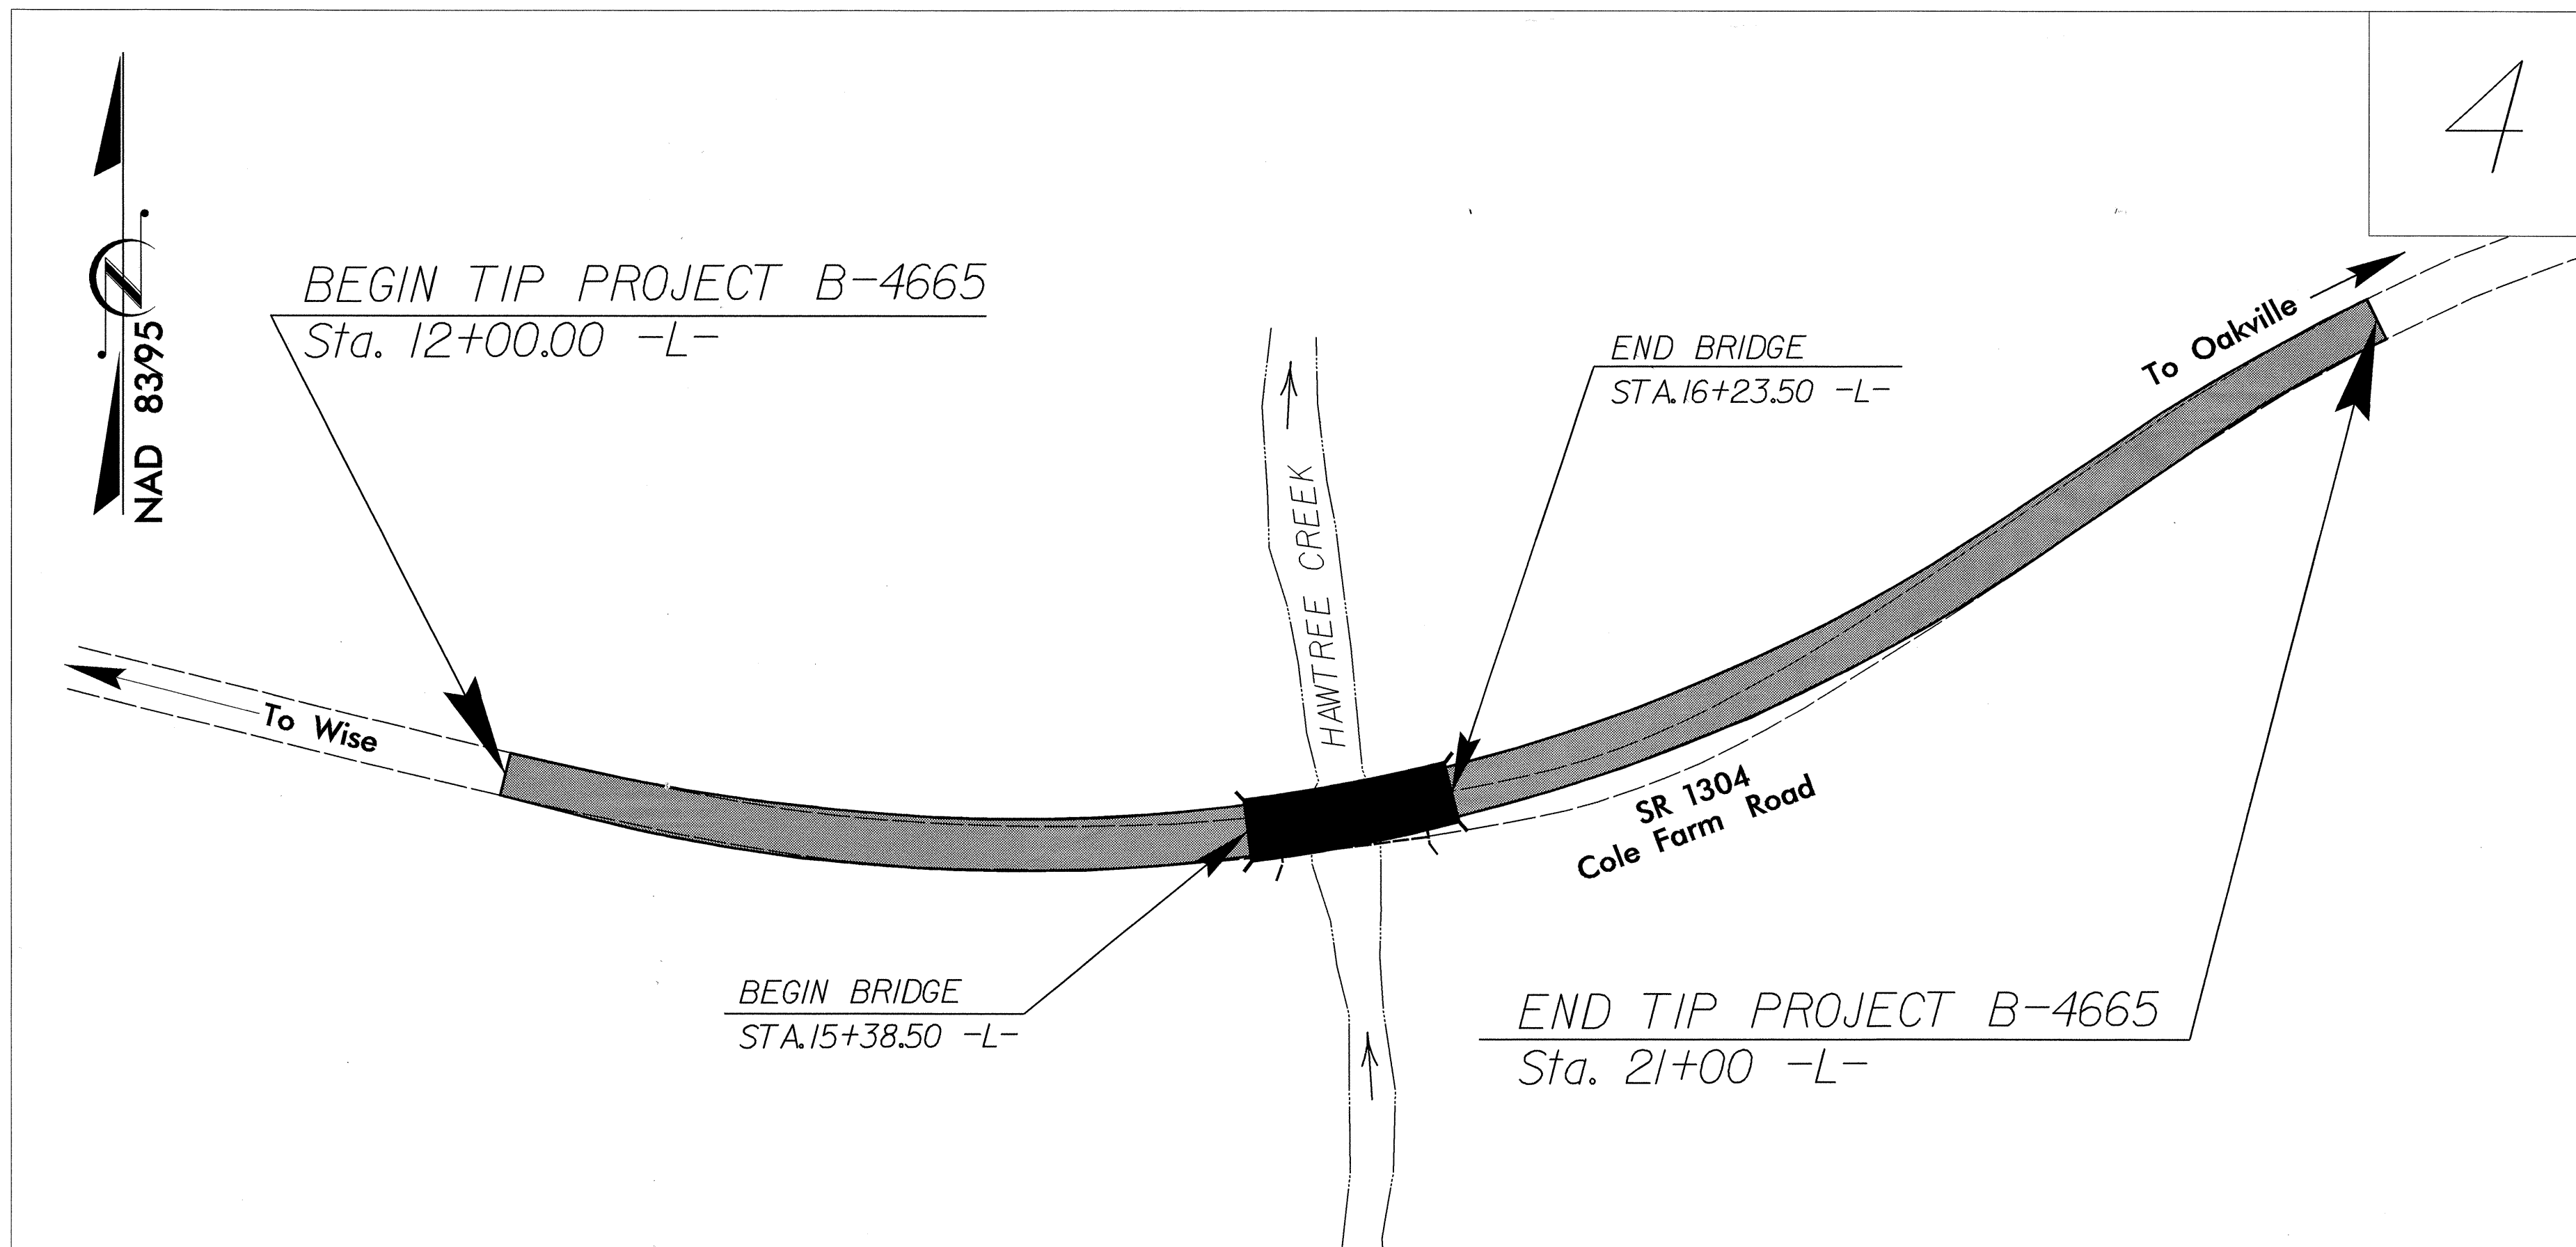 4
BEGIN TIP PROJECT B-4665
Sta. 12+00.00 -L-
NAD 83/95
N
END BRIDGE
STA.16+23.50 -L-
To Oakville
HAWTREE CREEK
To Wise
SR 1304
Cole Farm Road
BEGIN BRIDGE
STA.15+38.50 -L-
END TIP PROJECT B-4665
Sta. 21+00 -L-